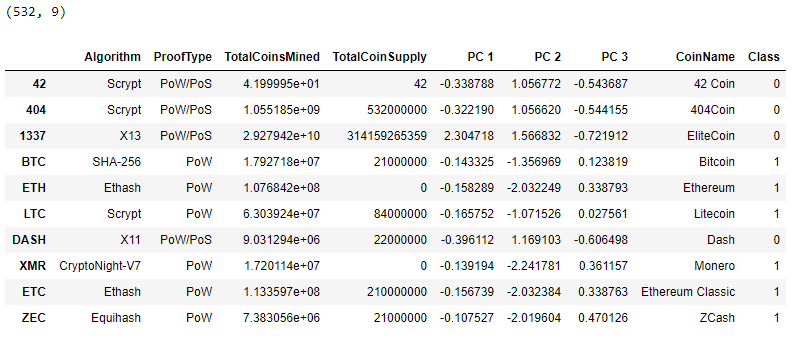 (532, 9)
Algorithm ProofType TotalCoinsMined TotalCoinSupply PC 1 PC 2 PC 3 CoinName Class
42 Scrypt PoW/PoS 4.199995e+01 42 -0.338788 1.056772 -0.543687 42 Coin 0
404 Scrypt PoW/PoS 1.055185e+09 532000000 -0.322190 1.056620 -0.544155 404Coin 0
1337 X13 PoW/PoS 2.927942e+10 314159265359 2.304718 1.566832 -0.721912 EliteCoin 0
BTC SHA-256 PoW 1.792718e+07 21000000 -0.143325 -1.356969 0.123819 Bitcoin 1
ETH Ethash PoW 1.076842e+08 0 -0.158289 -2.032249 0.338793 Ethereum 1
LTC Scrypt PoW 6.303924e+07 84000000 -0.165752 -1.071526 0.027561 Litecoin 1
DASH X11 PoW/PoS 9.031294e+06 22000000 -0.396112 1.169103 -0.606498 Dash 0
XMR CryptoNight-V7 PoW 1.720114e+07 0 -0.139194 -2.241781 0.361157 Monero 1
ETC Ethash PoW 1.133597e+08 210000000 -0.156739 -2.032384 0.338763 Ethereum Classic 1
ZEC Equihash PoW 7.383056e+06 21000000 -0.107527 -2.019604 0.470126 ZCash 1